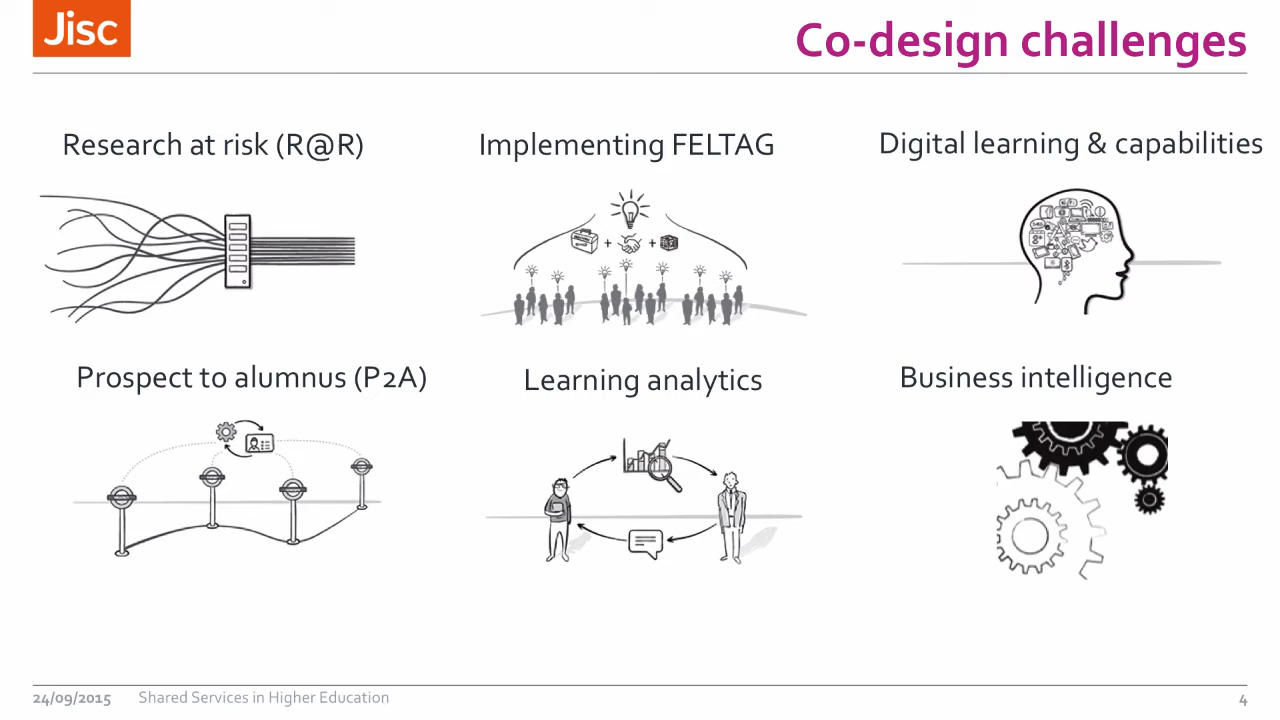 Jisc
Co-design challenges
Research at risk (R@R)
Implementing FELTAG
Digital learning & capabilities
Prospect to alumnus (P2A)
Learning analytics
Business intelligence
24/09/2015 Shared Services in Higher Education 4